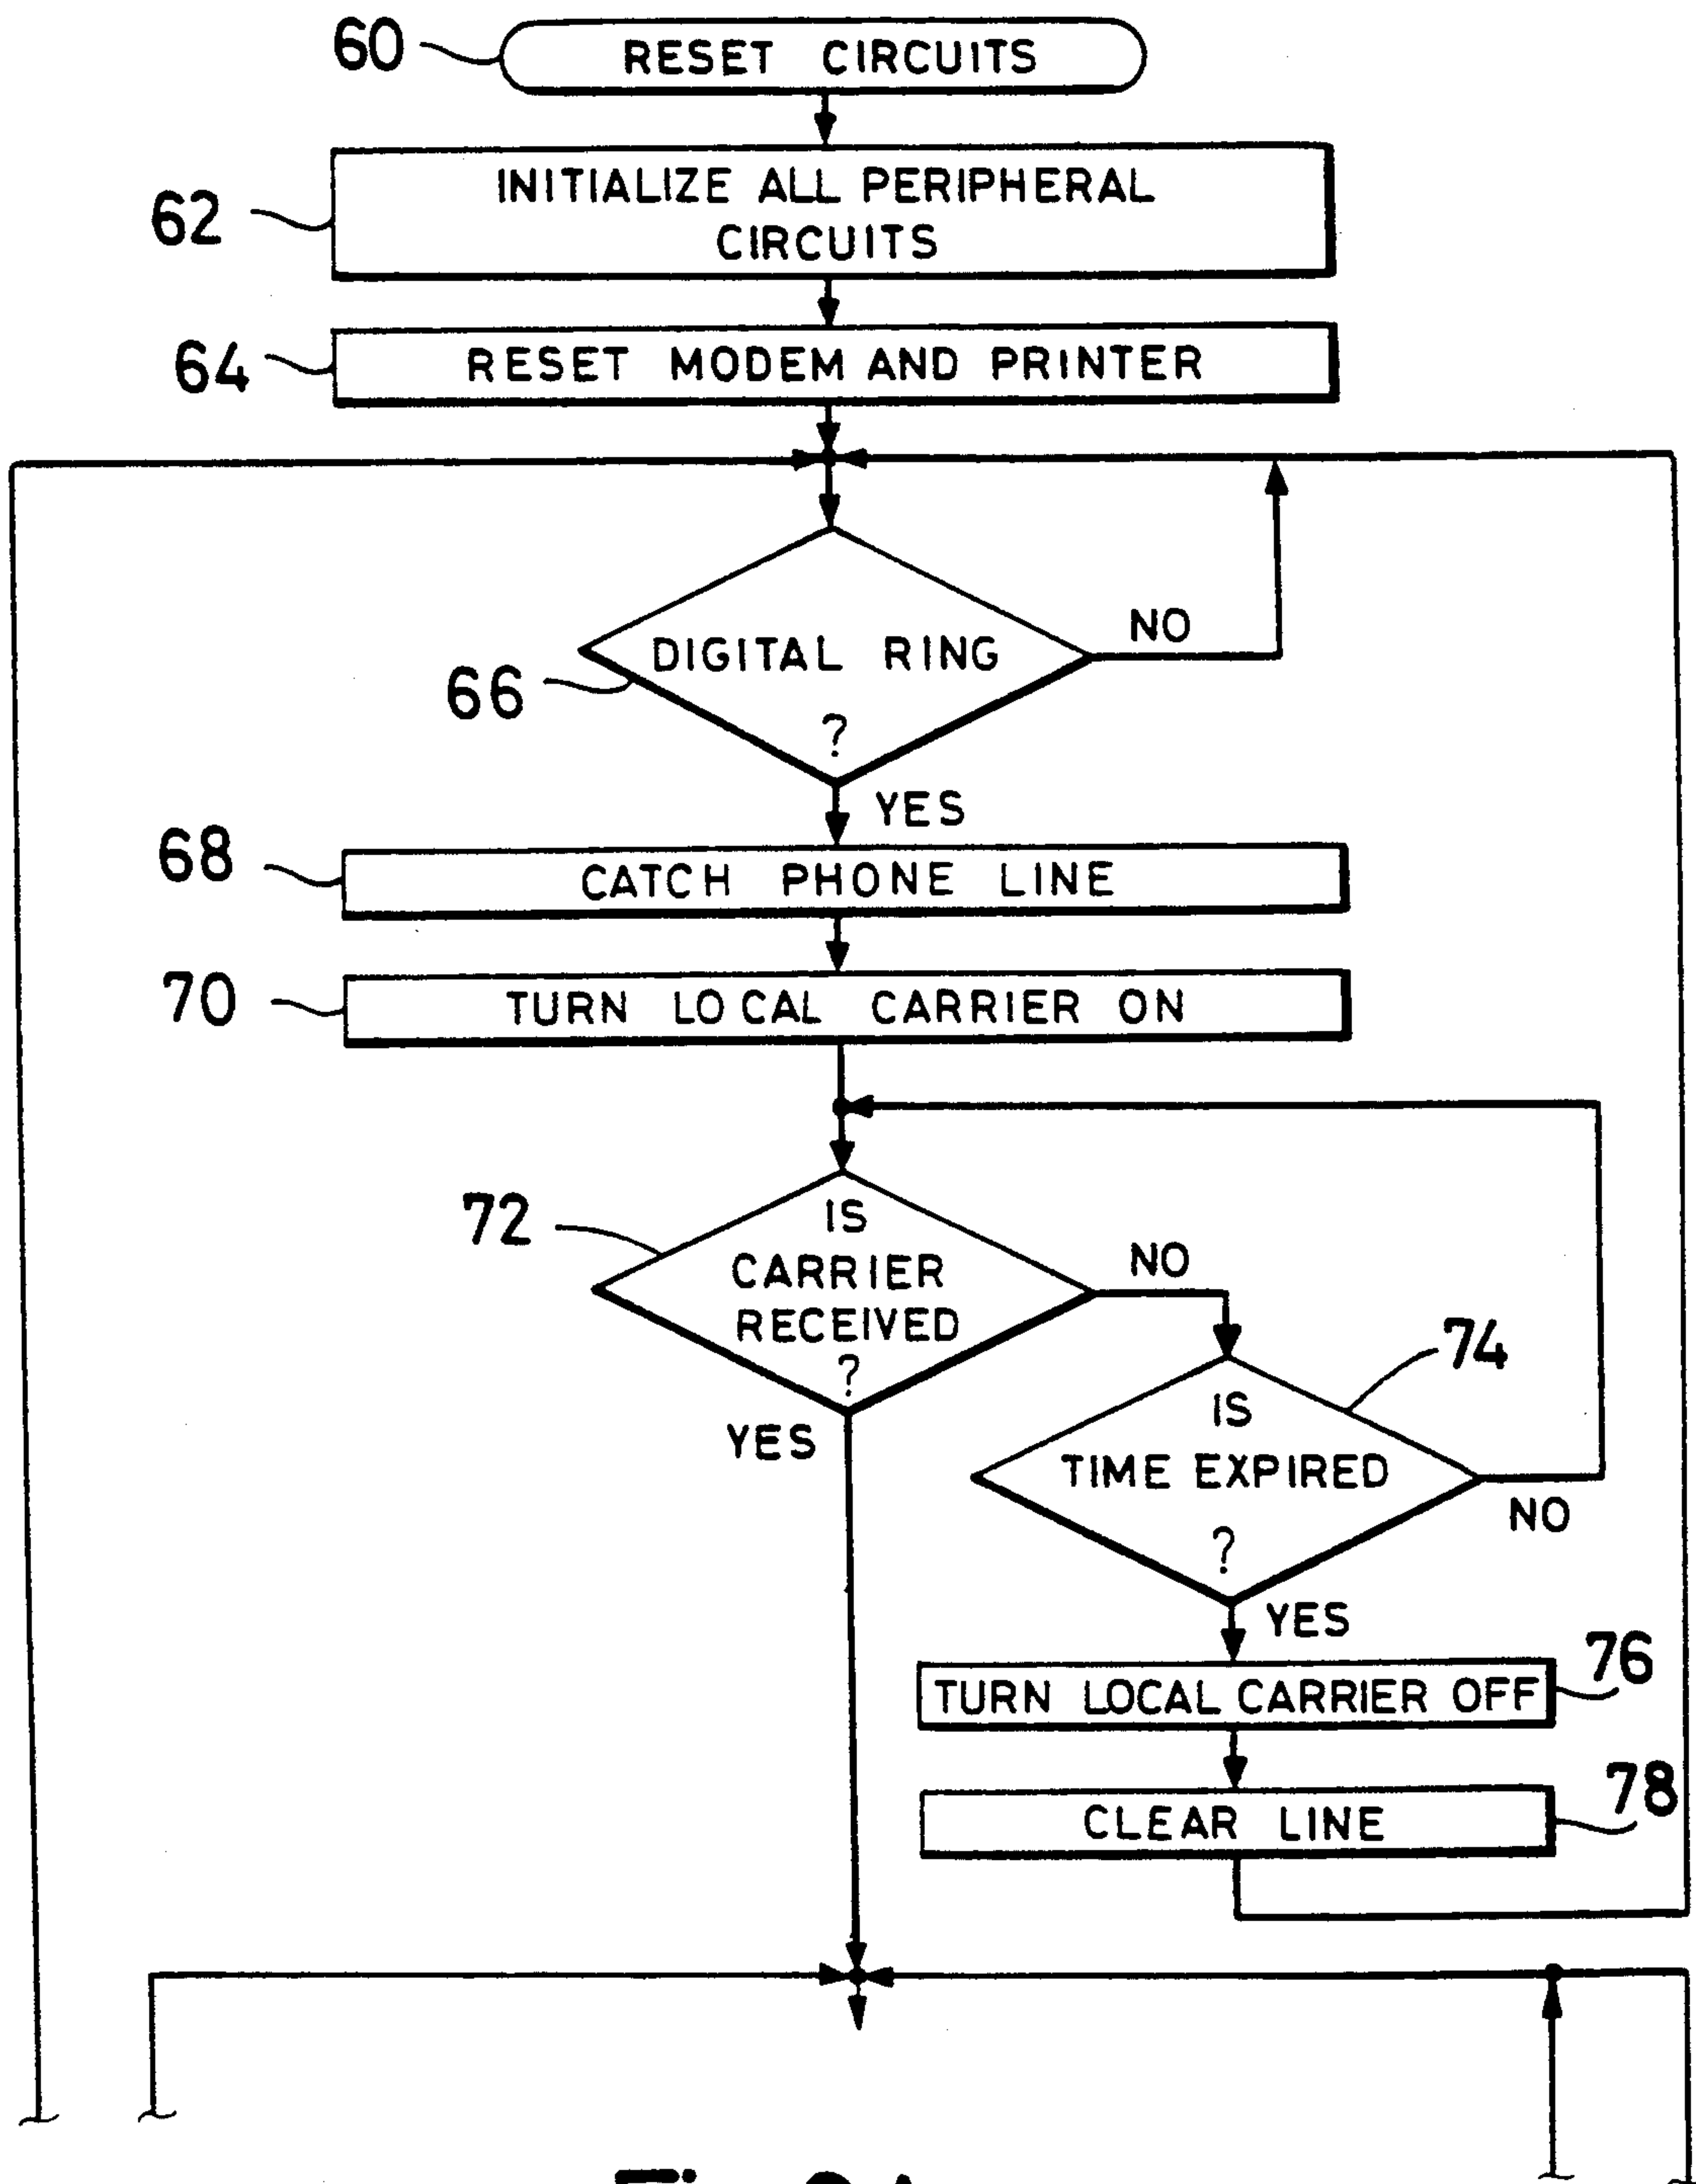 60
RESET CIRCUITS
62
INITIALIZE ALL PERIPHERAL
CIRCUITS
64
RESET MODEM AND PRINTER
DIGITAL RING
?
NO
66
YES
68
CATCH PHONE LINE
70
TURN LOCAL CARRIER ON
72
IS
CARRIER
RECEIVED
?
NO
YES
74
IS
TIME EXPIRED
?
NO
YES
76
TURN LOCAL CARRIER OFF
78
CLEAR LINE